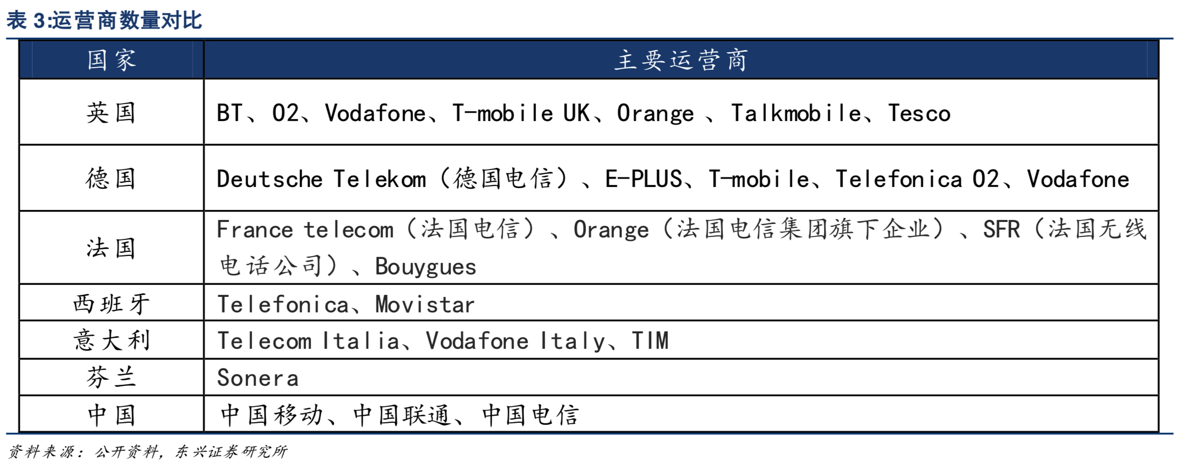 表 3:运营商数量对比
国家 主要运营商
英国 BT、O2、Vodafone、T-mobile UK、Orange 、Talkmobile、Tesco
德国 Deutsche Telekom（德国电信）、E-PLUS、T-mobile、Telefonica O2、Vodafone
法国 France telecom（法国电信）、Orange（法国电信集团旗下企业）、SFR（法国无线
电话公司）、Bouygues
西班牙 Telefonica、Movistar
意大利 Telecom Italia、Vodafone Italy、TIM
芬兰 Sonera
中国 中国移动、中国联通、中国电信
资料来源：公开资料，东兴证券研究所